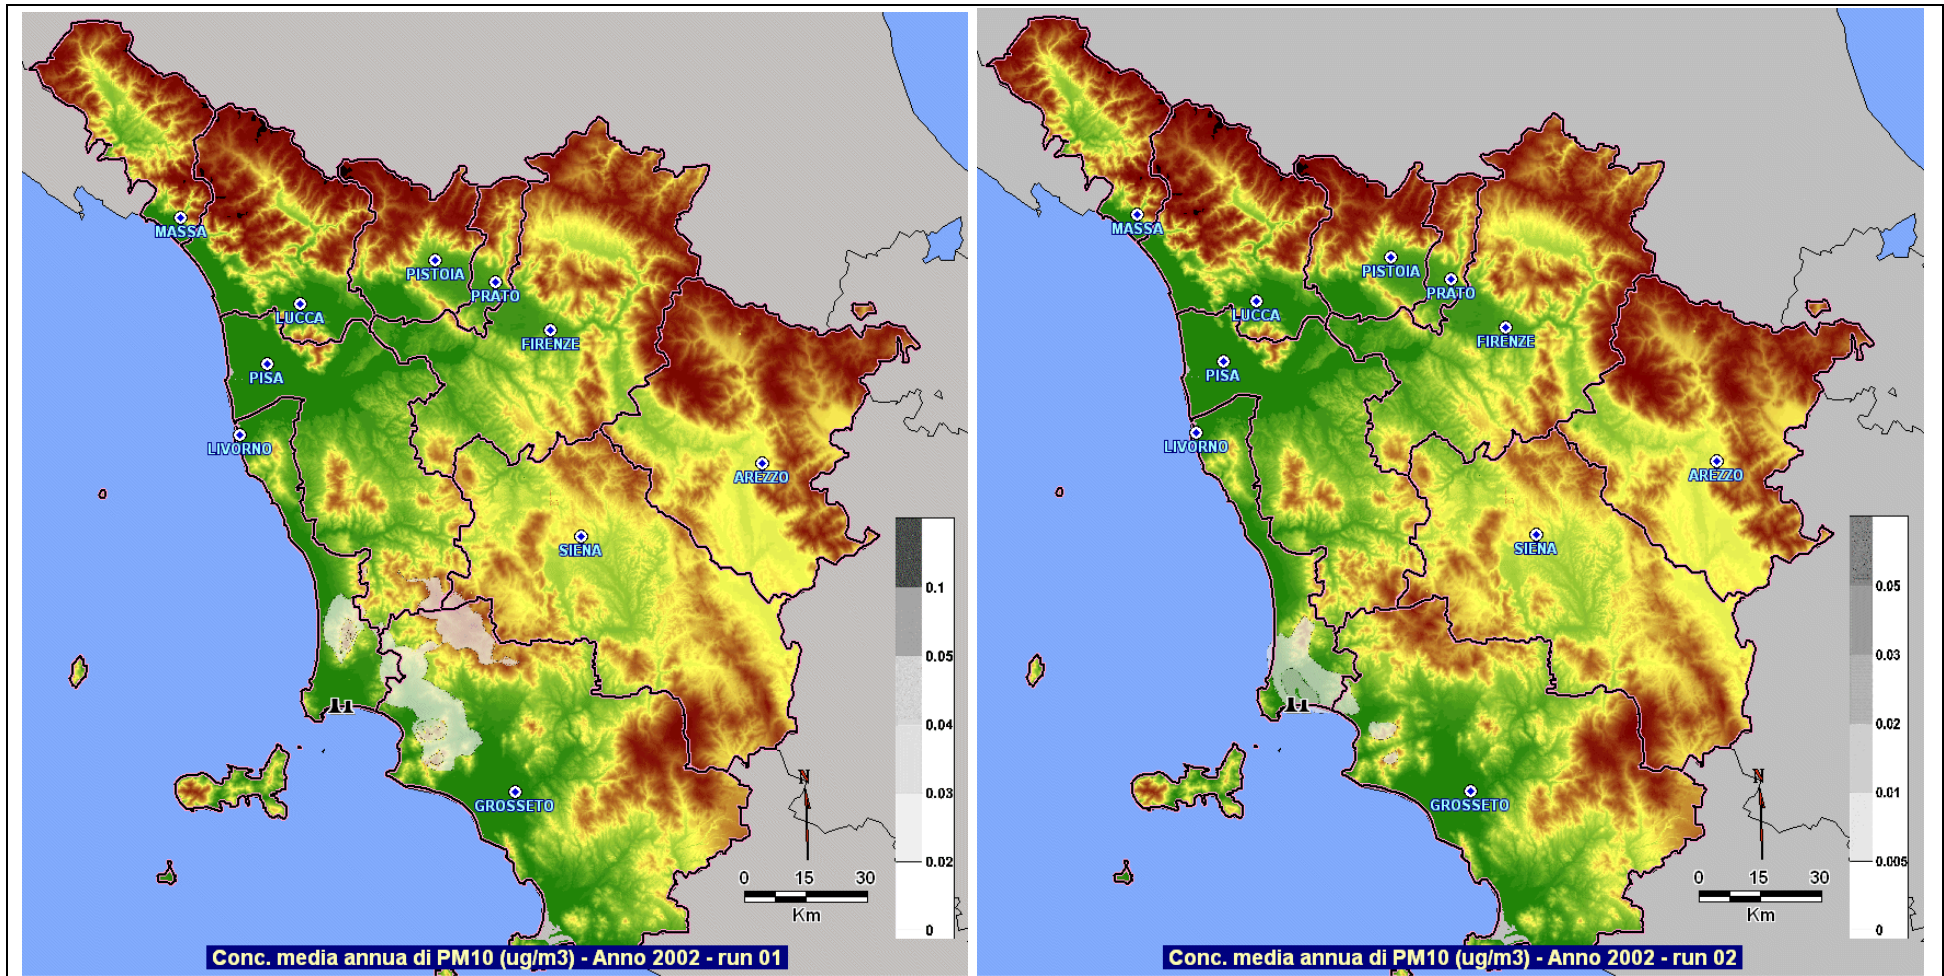 MASSA
PISTOIA
PRATO
LUCCA
FIRENZE
PISA
LIVORNO
AREZZO
SIENA
GROSSETO
0.1
0.05
0.04
0.03
0.02
0
N
0 15 30
Km
Conc. media annua di PM10 (ug/m3) - Anno 2002 - run 01
MASSA
PISTOIA
PRATO
LUCCA
FIRENZE
PISA
LIVORNO
AREZZO
SIENA
GROSSETO
0.05
0.03
0.02
0.01
0.005
0
N
0 15 30
Km
Conc. media annua di PM10 (ug/m3) - Anno 2002 - run 02